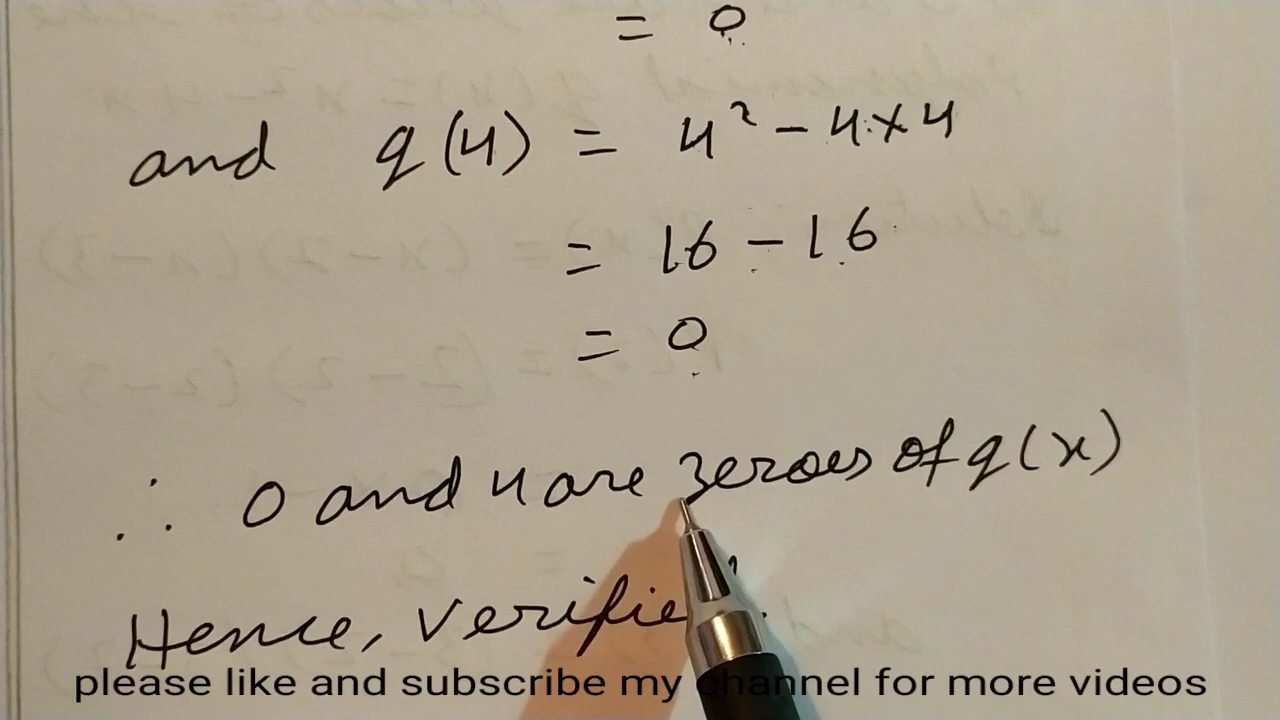 = 0
and q(4) = 4² - 4×4
= 16 - 16
= 0
∴ 0 and 4 are zeroes of q(x)
Hence, verified.
please like and subscribe my channel for more videos